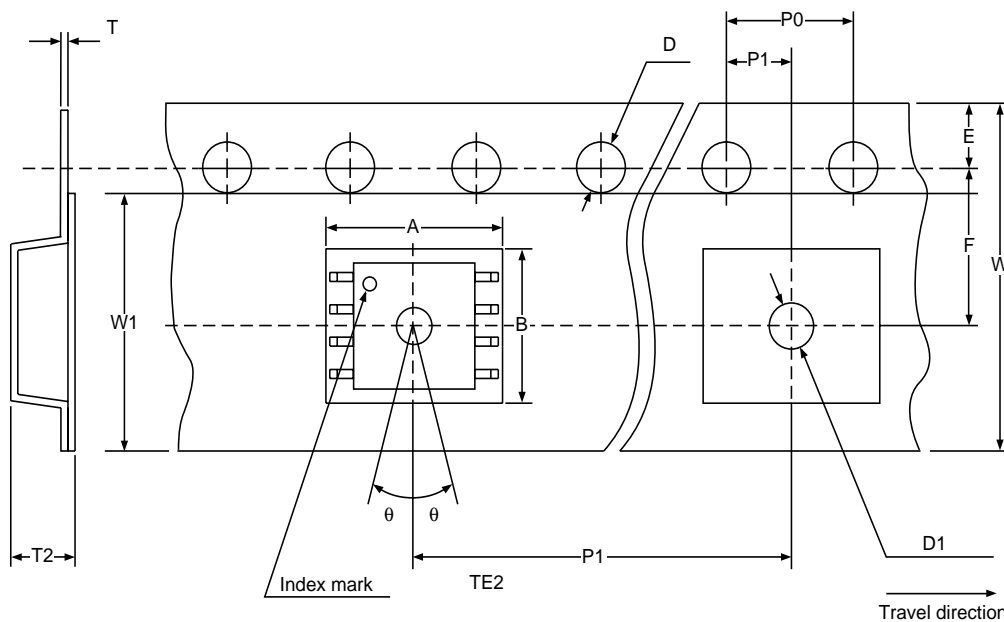 T
P0
D
P1
E
A
F
W
W1
B
θ θ
T2
P1
D1
Index mark
TE2
Travel direction